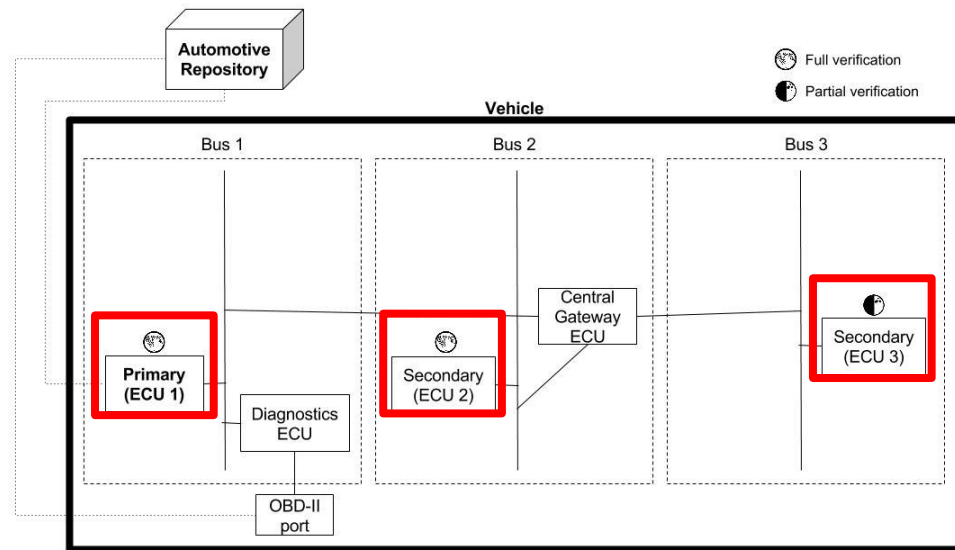 Automotive
Repository
Full verification
Partial verification
Vehicle
Bus 1
Bus 2
Bus 3
Central
Gateway
ECU
Primary
(ECU 1)
Secondary
(ECU 2)
Secondary
(ECU 3)
Diagnostics
ECU
OBD-II
port